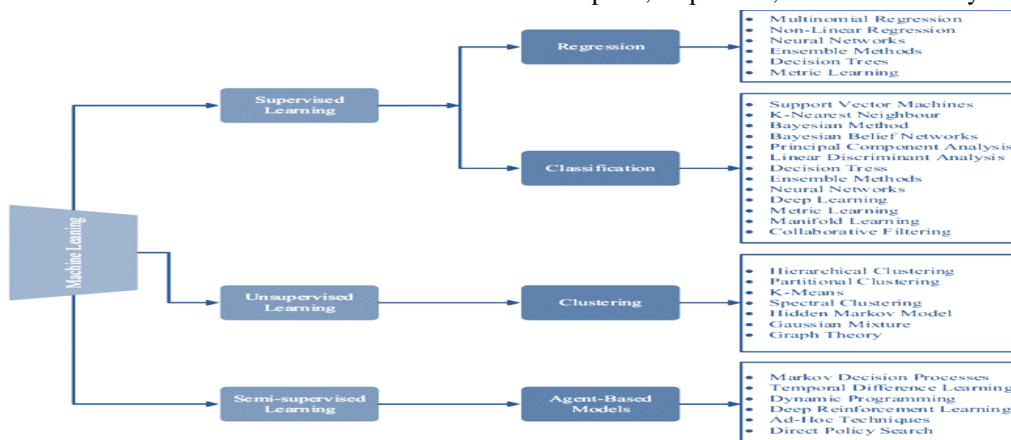 Regression
Multinomial Regression
Non-Linear Regression
Neural Networks
Ensemble Methods
Decision Trees
Metric Learning
Supervised
Learning
Classification
Support Vector Machines
K-Nearest Neighbour
Bayesian Method
Bayesian Belief Networks
Principal Component Analysis
Linear Discriminant Analysis
Decision Tress
Ensemble Methods
Neural Networks
Deep Learning
Metric Learning
Manifold Learning
Collaborative Filtering
Machine Leaning
Unsupervised
Learning
Clustering
Hierarchical Clustering
Partitional Clustering
K-Means
Spectral Clustering
Hidden Markov Model
Gaussian Mixture
Graph Theory
Semi-supervised
Learning
Agent-Based
Models
Markov Decision Processes
Temporal Difference Learning
Dynamic Programming
Deep Reinforcement Learning
Ad-Hoc Techniques
Direct Policy Search